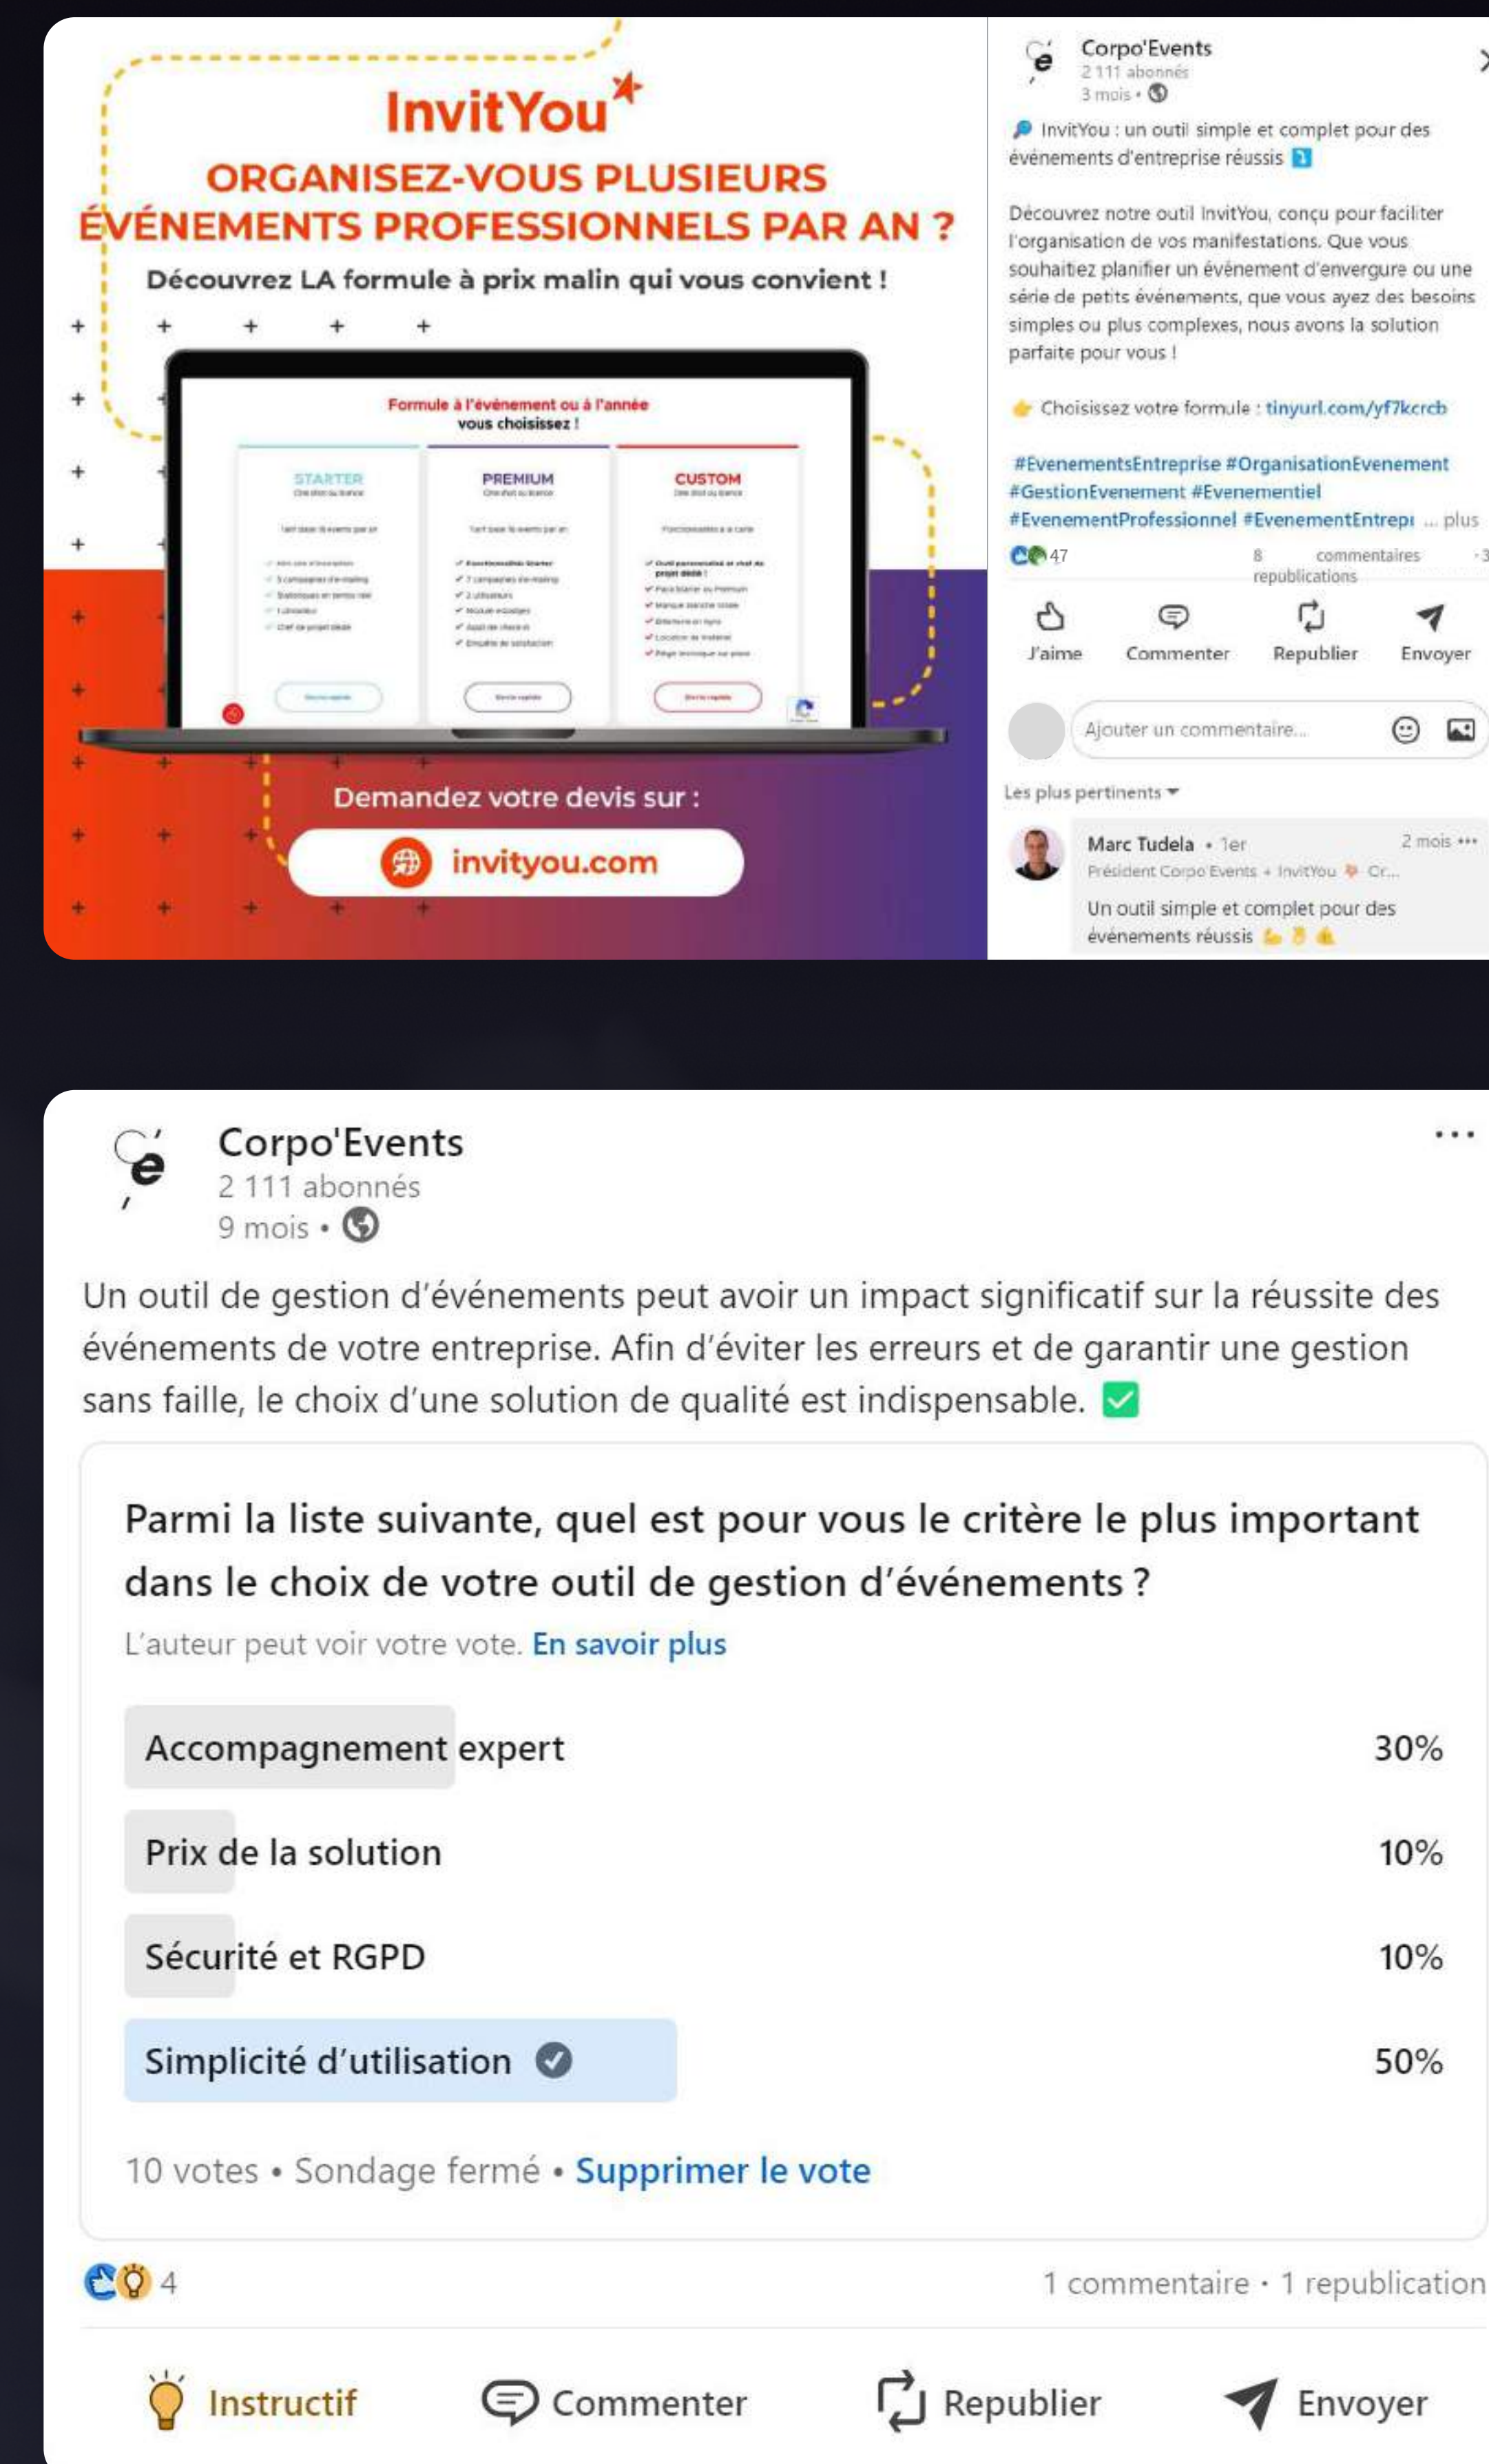 InvitYou
ORGANISEZ-VOUS PLUSIEURS
ÉVÉNEMENTS PROFESSIONNELS PAR AN ?
Découvrez LA formule à prix malin qui vous convient !
Formule à l'événement ou à l'année
vous choisissez !
STARTER
PREMIUM
CUSTOM
Demandez votre devis sur :
invityou.com
Corpo'Events
2 111 abonnés
3 mois •
InvitYou : un outil simple et complet pour des
événements d'entreprise réussis
Découvrez notre outil InvitYou, conçu pour faciliter
l'organisation de vos manifestations. Que vous
souhaitiez planifier un événement d'envergure ou une
série de petits événements, que vous ayez des besoins
simples ou plus complexes, nous avons la solution
parfaite pour vous !
👉 Choisissez votre formule : tinyurl.com/yf7kcrcb
#EvenementsEntreprise #OrganisationEvenement
#GestionEvenement #Evenementiel
#EvenementProfessionnel #EvenementEntrepr ... plus
47
8 commentaires · 3
republications
J'aime Commenter Republier Envoyer
Ajouter un commentaire...
Les plus pertinents
Marc Tudela • 1er 2 mois •••
Président Corpo'Events + InvitYou Cr...
Un outil simple et complet pour des
événements réussis
Corpo'Events
2 111 abonnés
9 mois •
Un outil de gestion d'événements peut avoir un impact significatif sur la réussite des
événements de votre entreprise. Afin d'éviter les erreurs et de garantir une gestion
sans faille, le choix d'une solution de qualité est indispensable. ✅
Parmi la liste suivante, quel est pour vous le critère le plus important
dans le choix de votre outil de gestion d'événements ?
L'auteur peut voir votre vote. En savoir plus
Accompagnement expert 30%
Prix de la solution 10%
Sécurité et RGPD 10%
Simplicité d'utilisation 50%
10 votes • Sondage fermé • Supprimer le vote
4
1 commentaire · 1 republication
Instructif Commenter Republier Envoyer